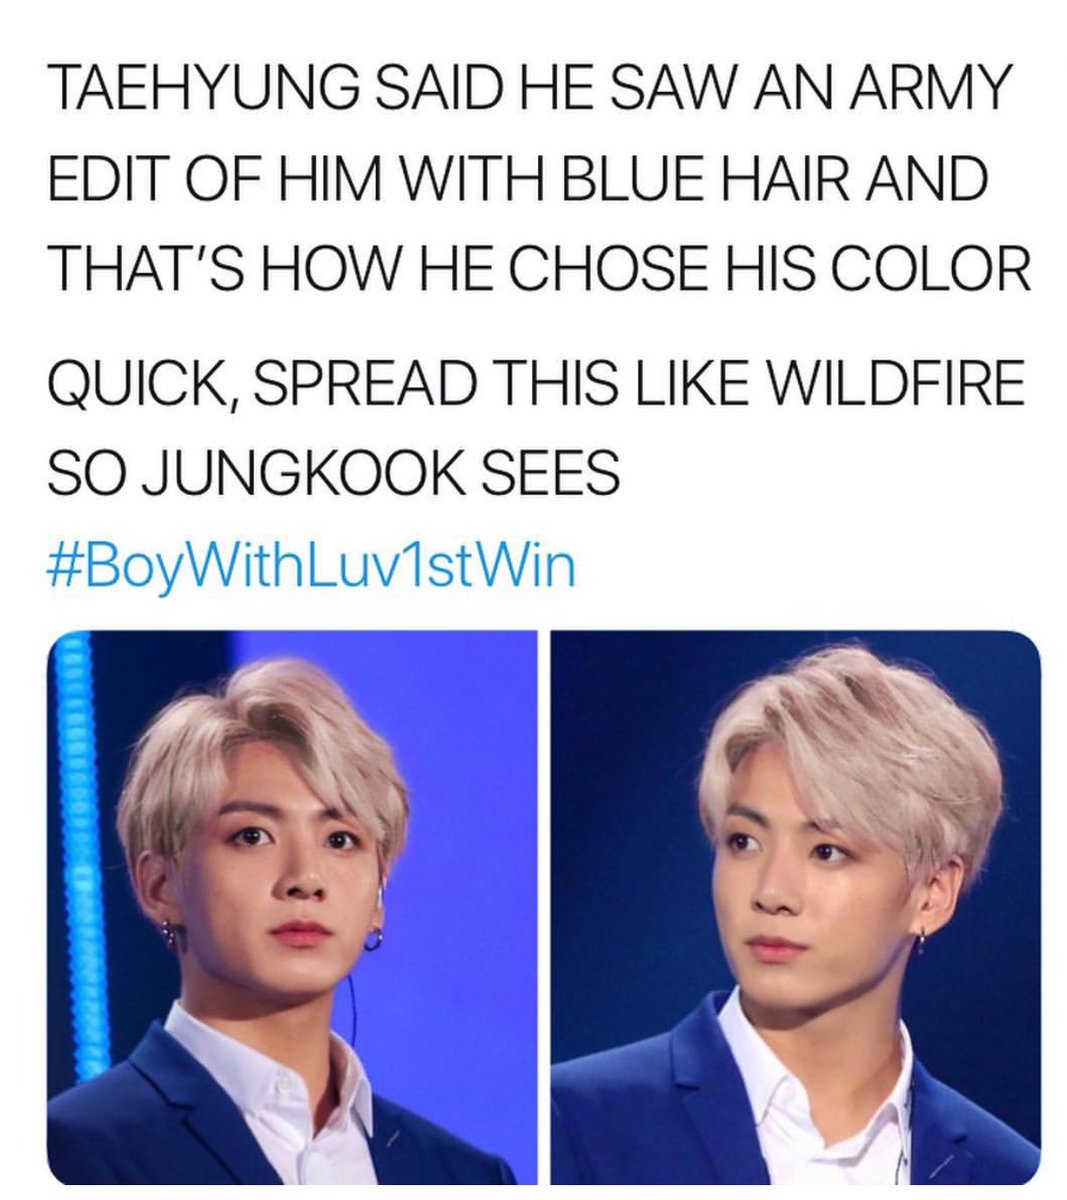 TAEHYUNG SAID HE SAW AN ARMY
EDIT OF HIM WITH BLUE HAIR AND
THAT’S HOW HE CHOSE HIS COLOR
QUICK, SPREAD THIS LIKE WILDFIRE
SO JUNGKOOK SEES
#BoyWithLuv1stWin